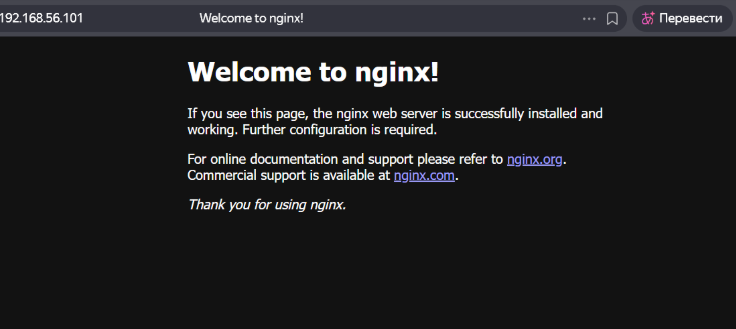 192.168.56.101 Welcome to nginx! Перевести
Welcome to nginx!
If you see this page, the nginx web server is successfully installed and
working. Further configuration is required.
For online documentation and support please refer to nginx.org.
Commercial support is available at nginx.com.
Thank you for using nginx.